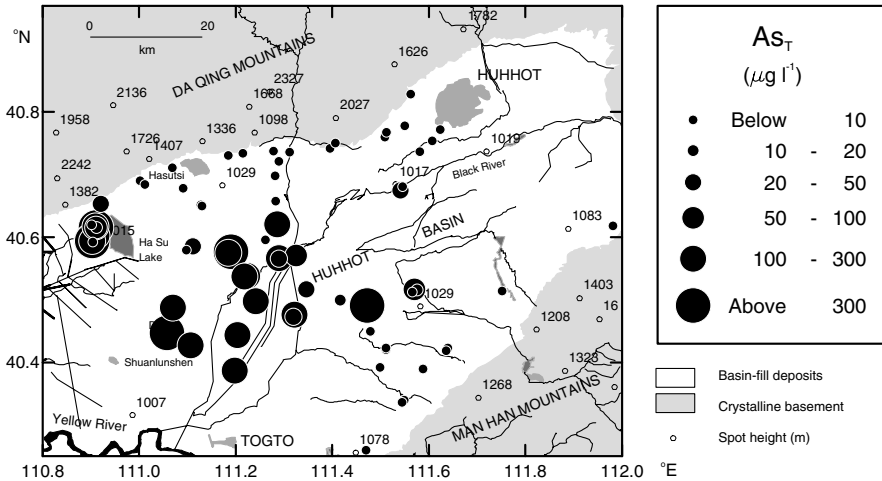 °N
0 20
km
1782
1626
DA QING MOUNTAINS
HUHHOT
2327
2136
1668
2027
40.8
1958
1098
1336
1726
1407
1019
Hasutsi
Black River
2242
1029
1017
1382
1083
BASIN
40.6
1015
Ha Su
Lake
HUHHOT
1403
1029
16
1208
40.4
Shuanlunshen
1323
1268
MAN HAN MOUNTAINS
1007
Yellow River
TOGTO
1078
110.8 111.0 111.2 111.4 111.6 111.8 112.0
°E
AsT
(µg l-1)
Below 10
10 - 20
20 - 50
50 - 100
100 - 300
Above 300
Basin-fill deposits
Crystalline basement
Spot height (m)